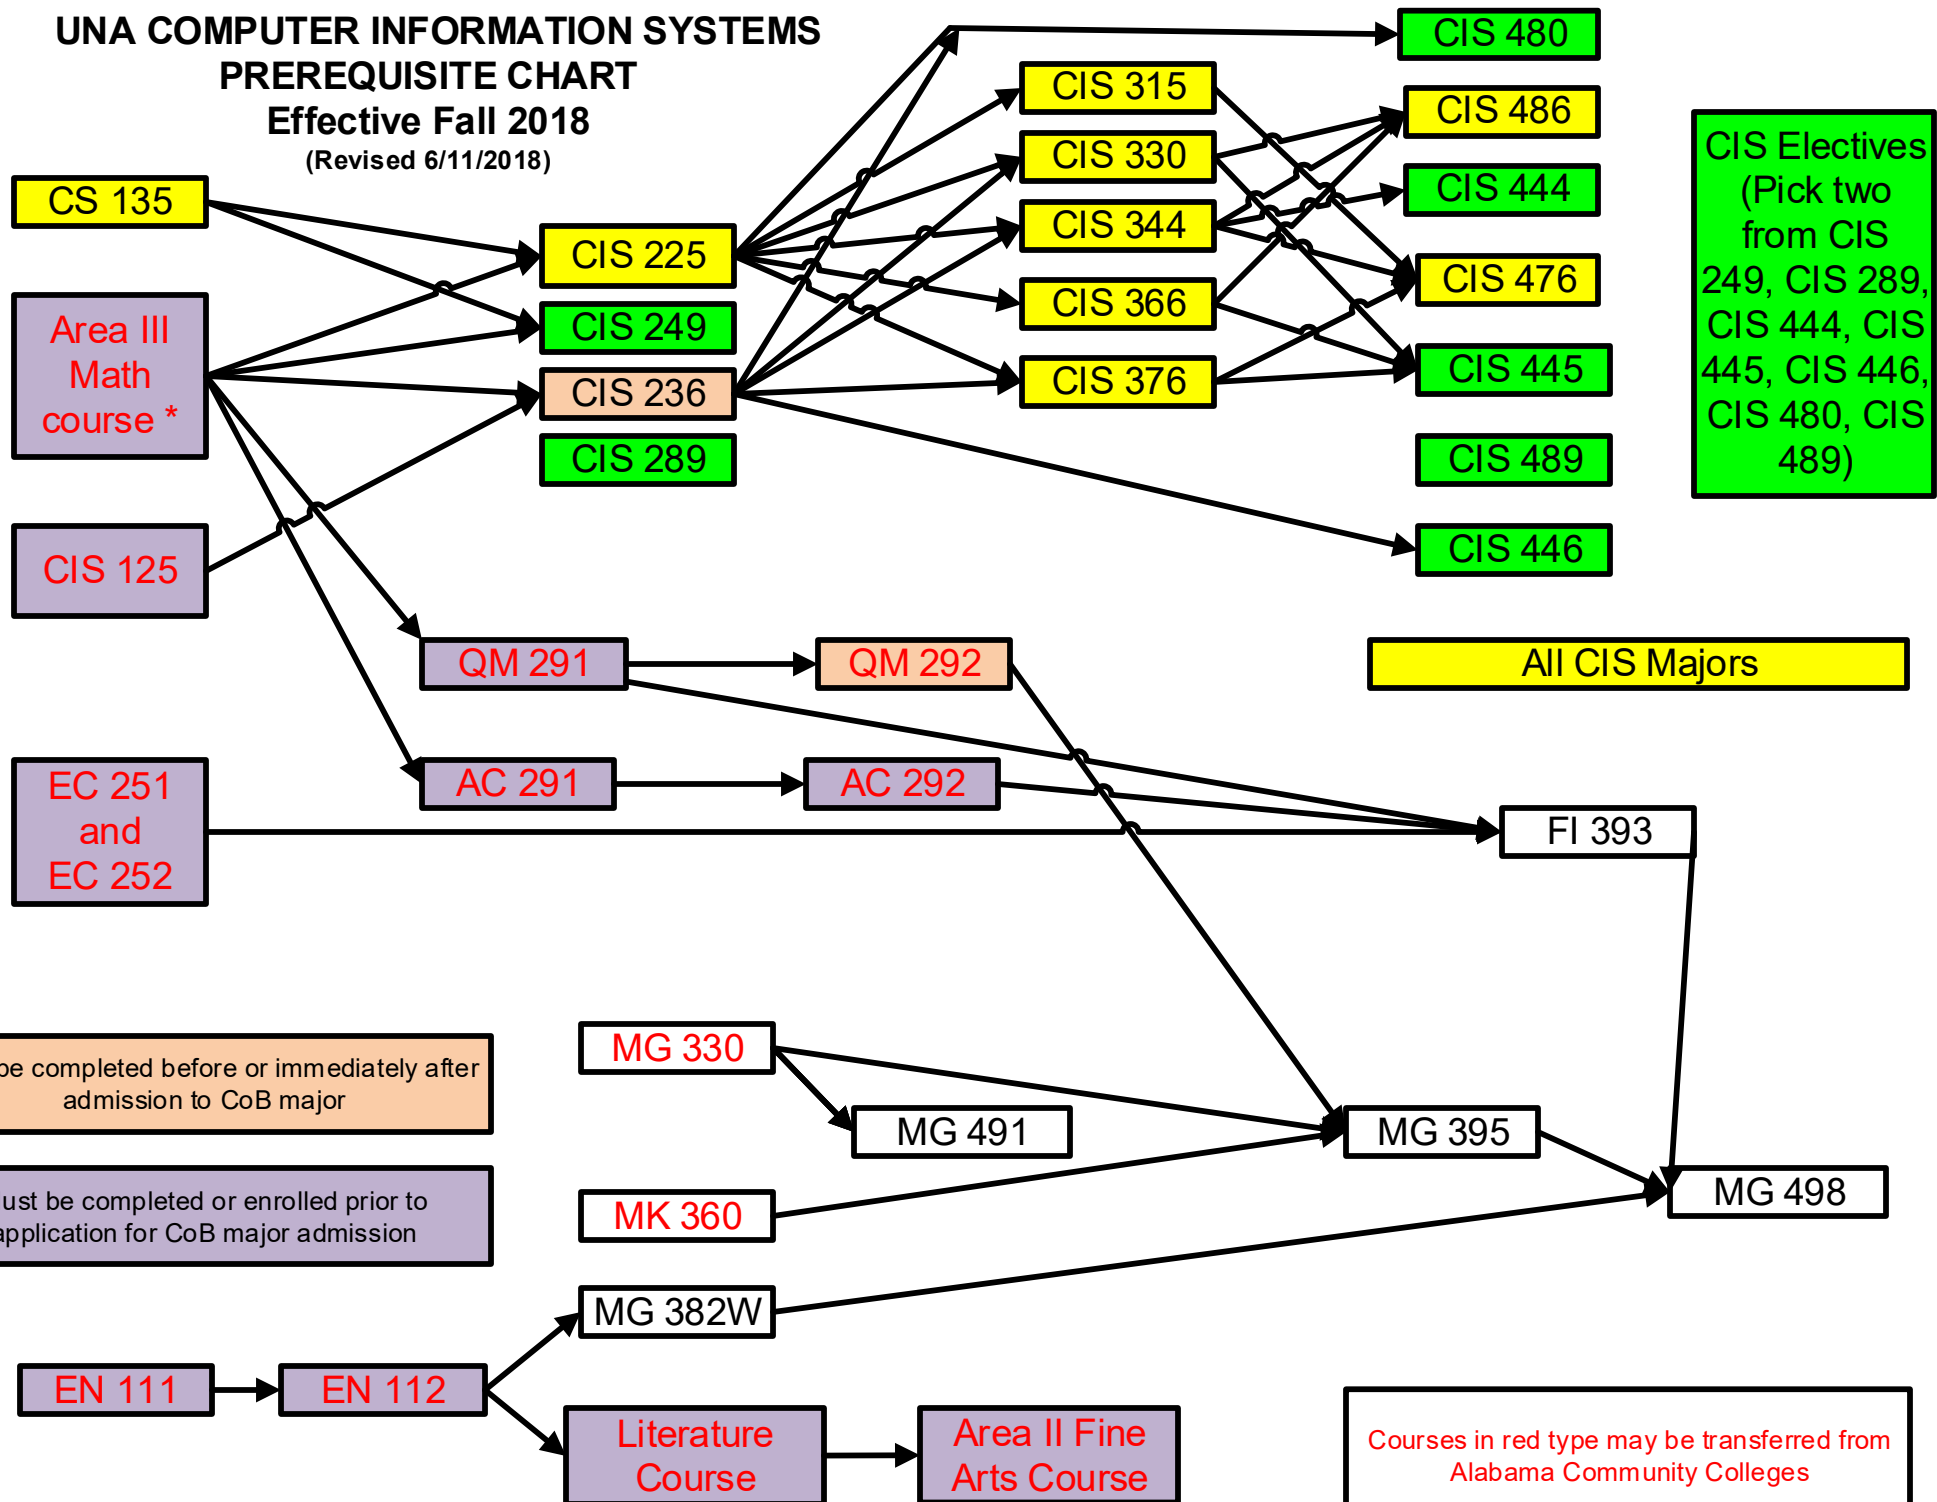 UNA COMPUTER INFORMATION SYSTEMS
PREREQUISITE CHART
Effective Fall 2018
(Revised 6/11/2018)
CIS 480
CIS 315
CIS 486
CIS 330
CS 135
CIS 444
CIS 344
CIS 225
CIS 476
CIS 366
CIS 249
CIS 445
CIS 376
CIS 236
CIS 289
CIS 489
CIS 446
CIS Electives
(Pick two
from CIS
249, CIS 289,
CIS 444, CIS
445, CIS 446,
CIS 480, CIS
489)
Area III
Math
course *
CIS 125
QM 291
QM 292
All CIS Majors
EC 251
and
EC 252
AC 291
AC 292
FI 393
MG 330
be completed before or immediately after
admission to CoB major
MG 491
MG 395
ust be completed or enrolled prior to
application for CoB major admission
MK 360
MG 498
MG 382W
EN 111
EN 112
Literature
Course
Area II Fine
Arts Course
Courses in red type may be transferred from
Alabama Community Colleges